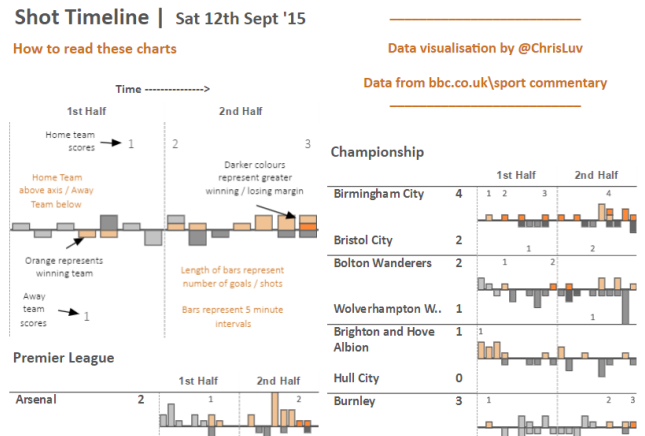 Shot Timeline | Sat 12th Sept '15
How to read these charts
Data visualisation by @ChrisLuv
Data from bbc.co.uk\sport commentary
Time --------------->
1st Half 2nd Half
Home team
scores
1 2 3
Darker colours
represent greater
winning / losing margin
Home Team
above axis / Away
Team below
Orange represents
winning team
Away
team
scores
1
Length of bars represent
number of goals / shots
Bars represent 5 minute
intervals
Premier League
1st Half 2nd Half
Arsenal 2 1 2
Championship
1st Half 2nd Half
Birmingham City 4 1 2 3 4
Bristol City 2 1 2
Bolton Wanderers 2 1 2
Wolverhampton W.. 1 1
Brighton and Hove
Albion
1 1
Hull City 0
Burnley 3 1 2 3